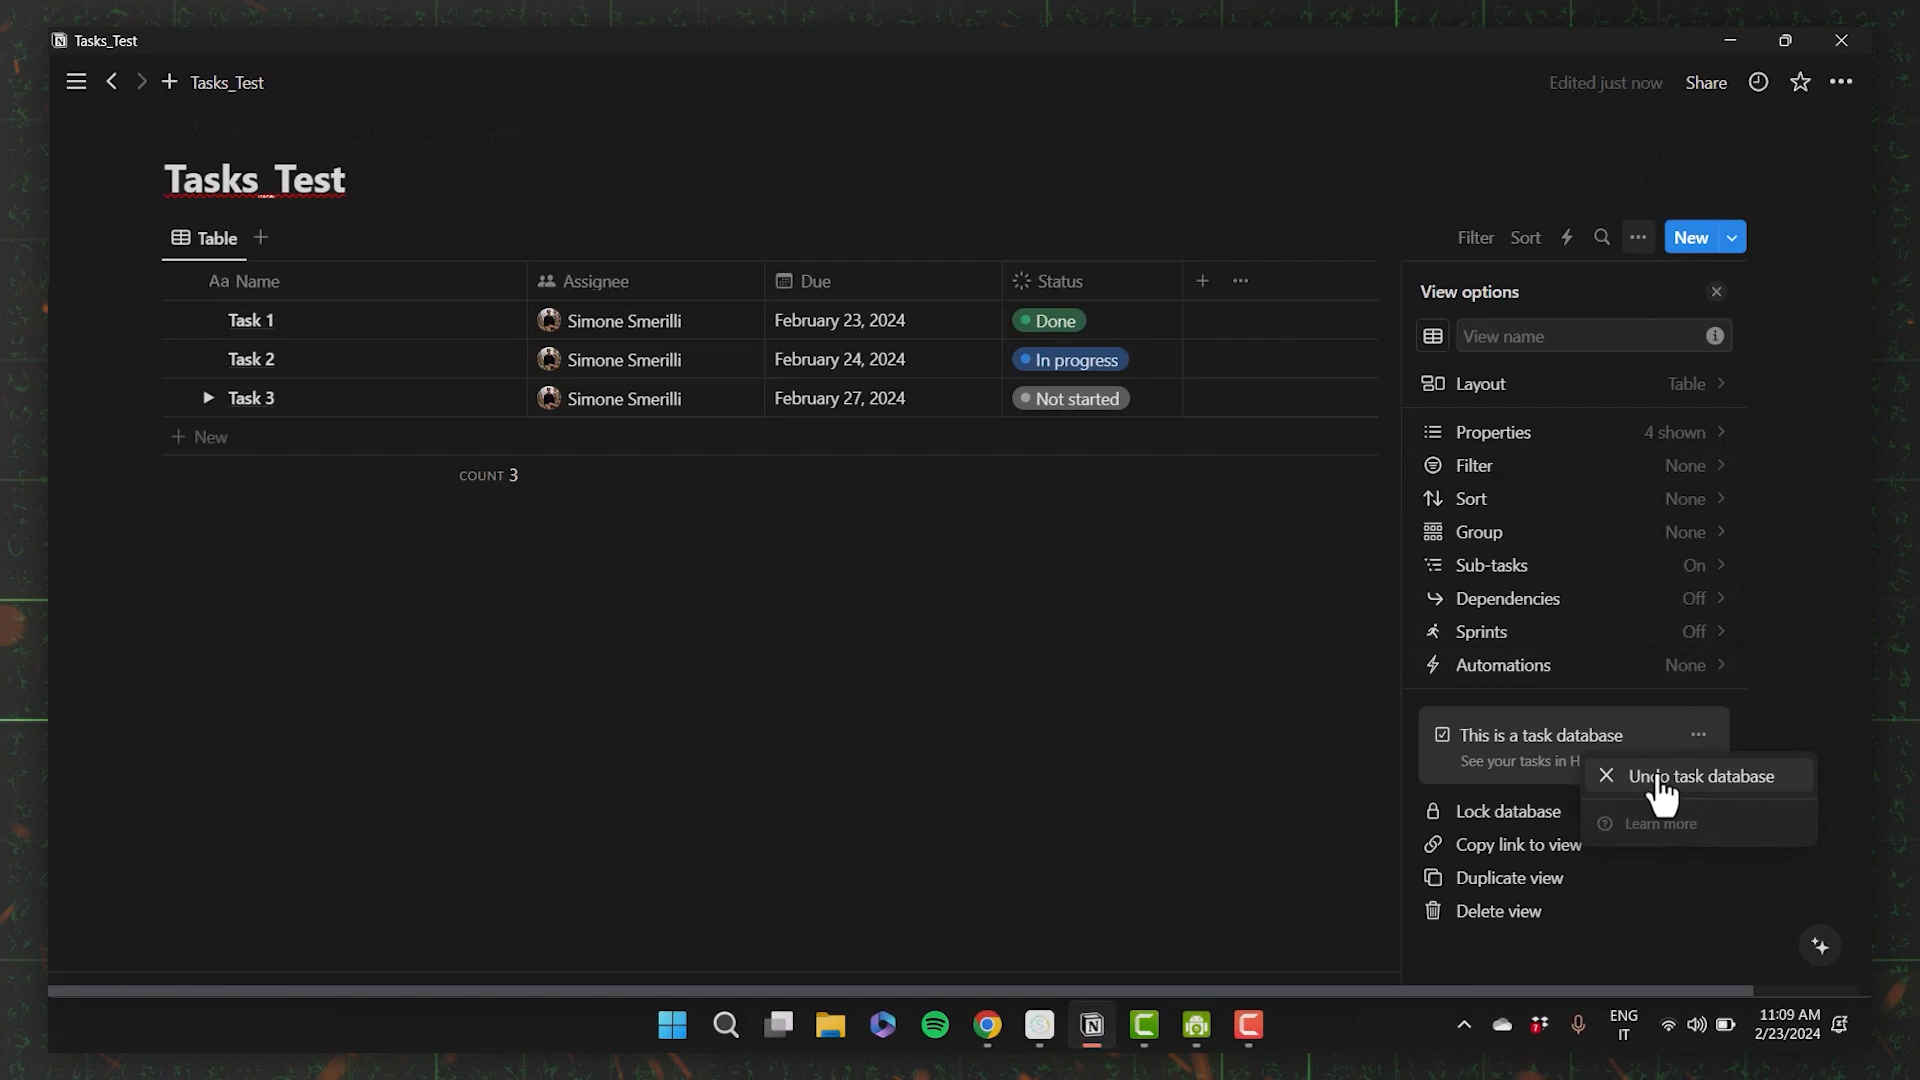 Tasks_Test
Tasks_Test
Edited just now Share
Tasks_Test
Table
Filter Sort New
Aa Name Assignee Due Status
Task 1 Simone Smerilli February 23, 2024 Done
Task 2 Simone Smerilli February 24, 2024 In progress
Task 3 Simone Smerilli February 27, 2024 Not started
New
COUNT 3
View options
View name
Layout Table
Properties 4 shown
Filter None
Sort None
Group None
Sub-tasks On
Dependencies Off
Sprints Off
Automations None
This is a task database
See your tasks in H
Undo task database
Learn more
Lock database
Copy link to view
Duplicate view
Delete view
ENG
IT
11:09 AM
2/23/2024
7